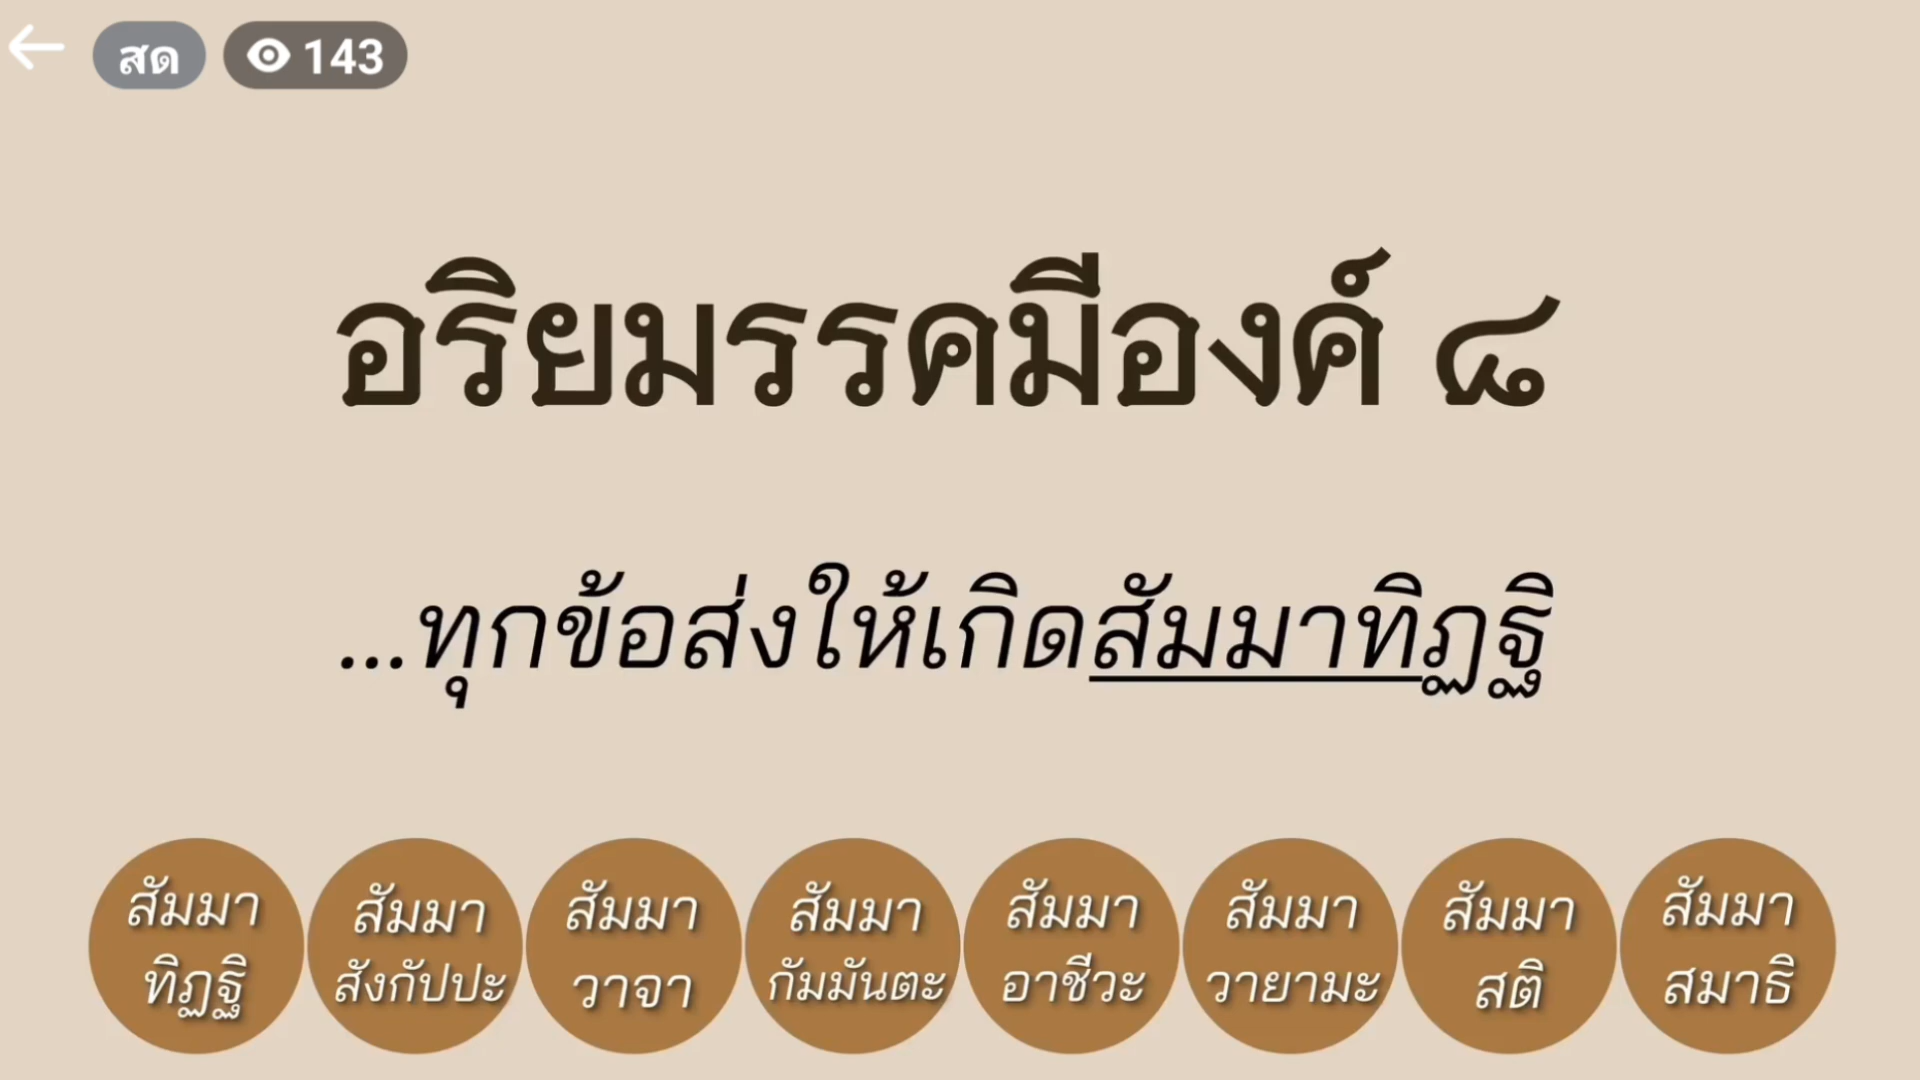 สด 143
อริยมรรคมีองค์ ๘
...ทุกข้อส่งให้เกิดสัมมาทิฏฐิ
สัมมา
ทิฏฐิ
สัมมา
สังกัปปะ
สัมมา
วาจา
สัมมา
กัมมันตะ
สัมมา
อาชีวะ
สัมมา
วายามะ
สัมมา
สติ
สัมมา
สมาธิ